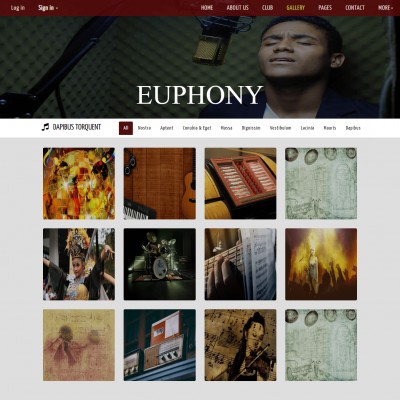 Log in Sign In HOME ABOUT US CLUB GALLERY PAGES CONTACT MORE
EUPHONY
DAPIBUS TORQUENT All Nostra Aptent Conubia & Eget Massa Dignissim Vestibulum Lacinia Mauris Dapibus